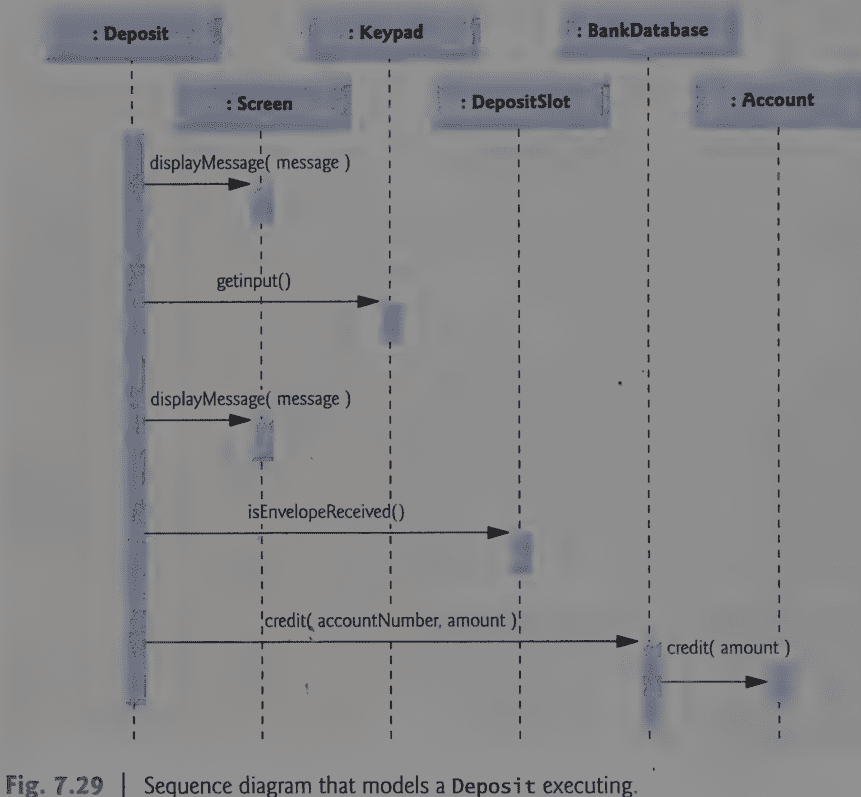 : Deposit
: Keypad
: BankDatabase
: Screen
: DepositSlot
: Account
displayMessage( message )
getinput()
displayMessage( message )
isEnvelopeReceived()
credit( accountNumber, amount )
credit( amount )
Fig. 7.29 | Sequence diagram that models a Deposit executing.